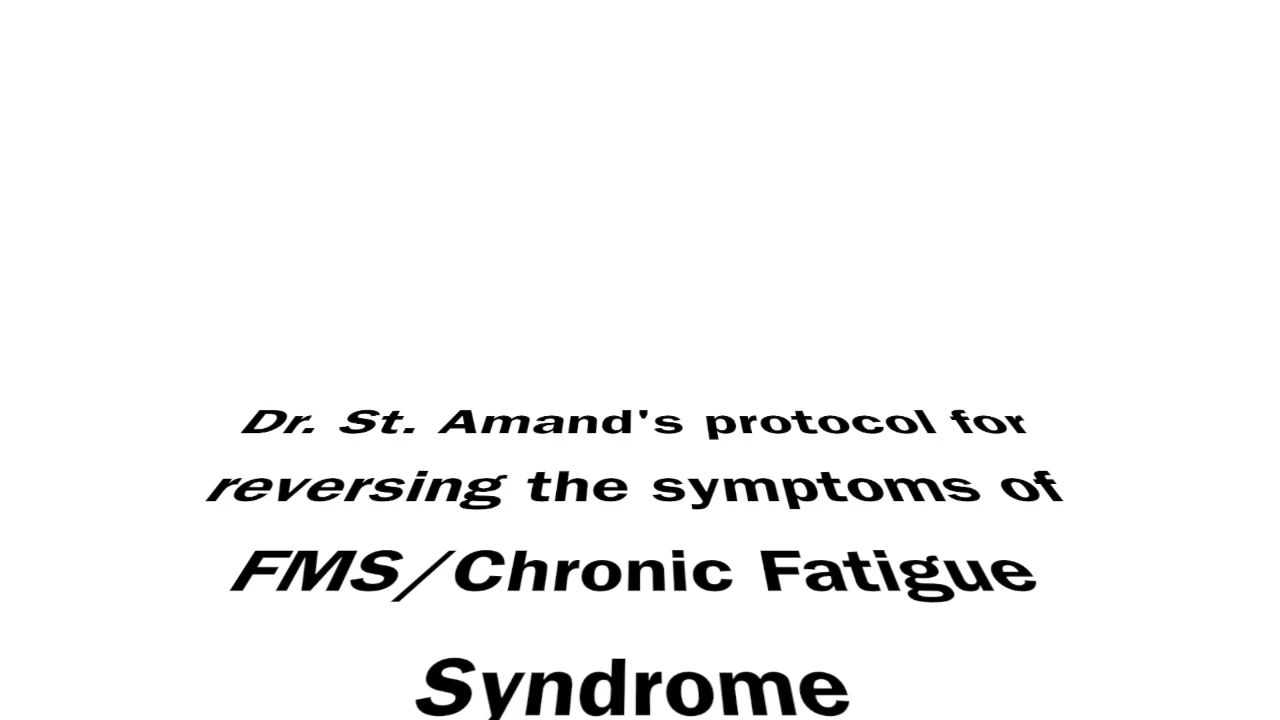 Dr. St. Amand's protocol for
reversing the symptoms of
FMS/Chronic Fatigue
Syndrome